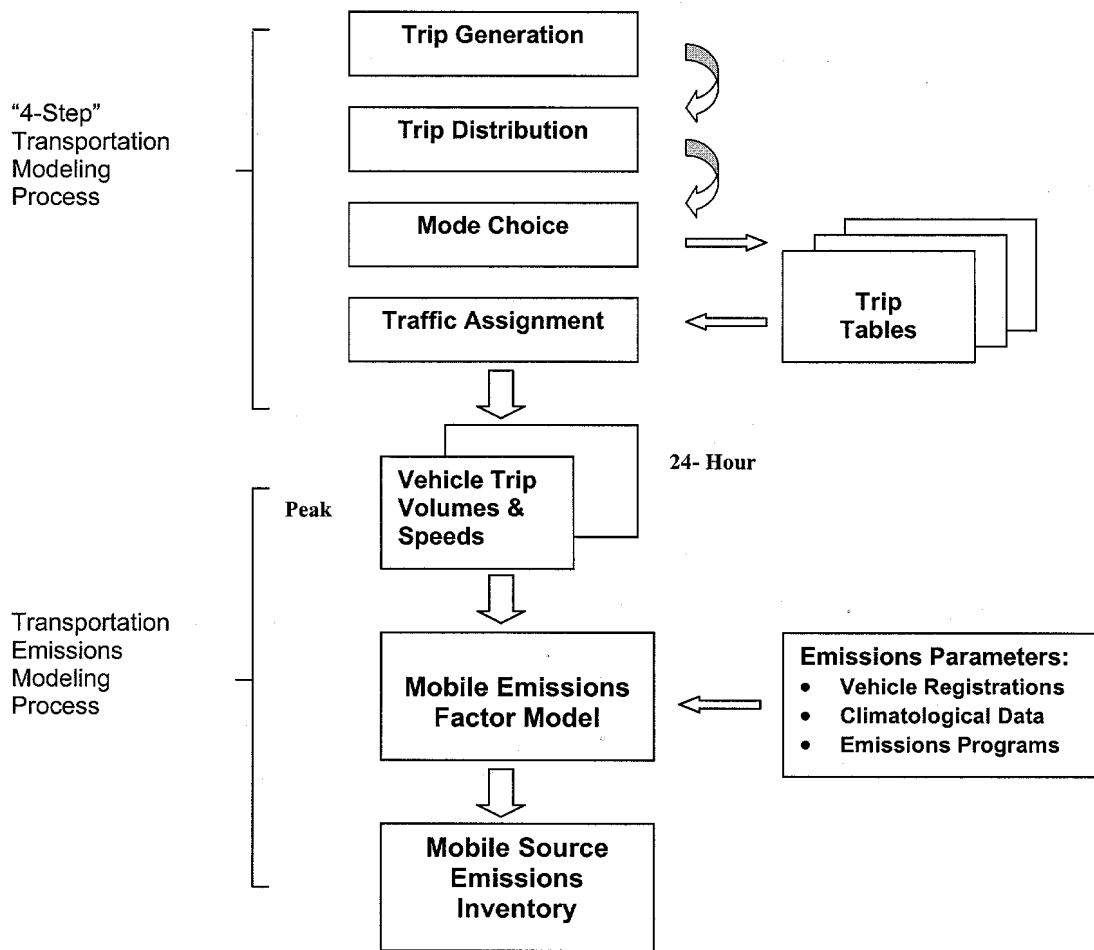 Trip Generation
“4-Step”
Transportation
Modeling
Process
Trip Distribution
Mode Choice
Traffic Assignment
Trip
Tables
24- Hour
Peak
Vehicle Trip
Volumes &
Speeds
Transportation
Emissions
Modeling
Process
Mobile Emissions
Factor Model
Emissions Parameters:
• Vehicle Registrations
• Climatological Data
• Emissions Programs
Mobile Source
Emissions
Inventory